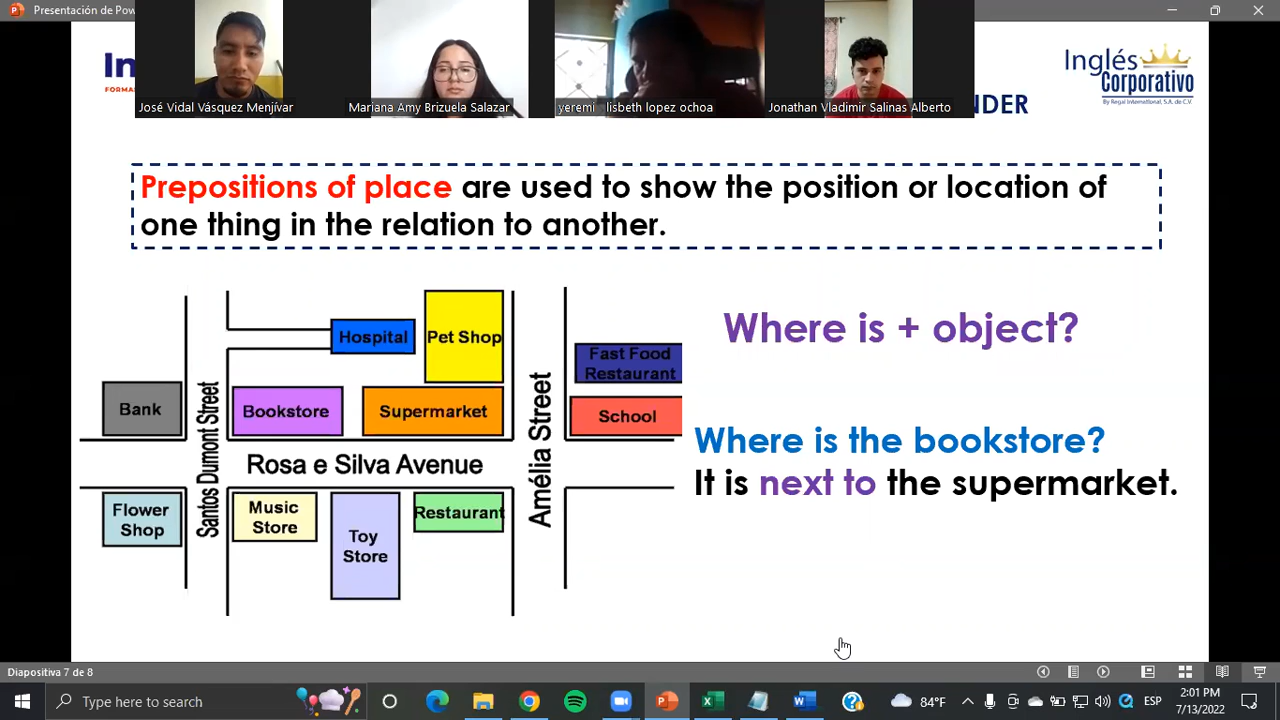 Presentación de Pow
José Vidal Vásquez Menjívar
Mariana Amy Brizuela Salazar
yeremi lisbeth lopez ochoa
Jonathan Vladimir Salinas Alberto
In
FORMA
NDER
Inglés
Corporativo
By Regal International, S.A. de C.V.
Prepositions of place are used to show the position or location of
one thing in the relation to another.
Hospital
Pet Shop
Fast Food
Restaurant
Bank
Bookstore
Supermarket
School
Santos Dumont Street
Rosa e Silva Avenue
Amélia Street
Flower
Shop
Music
Store
Toy
Store
Restaurant
Where is + object?
Where is the bookstore?
It is next to the supermarket.
Diapositiva 7 de 8
Type here to search
84°F
ESP
2:01 PM
7/13/2022